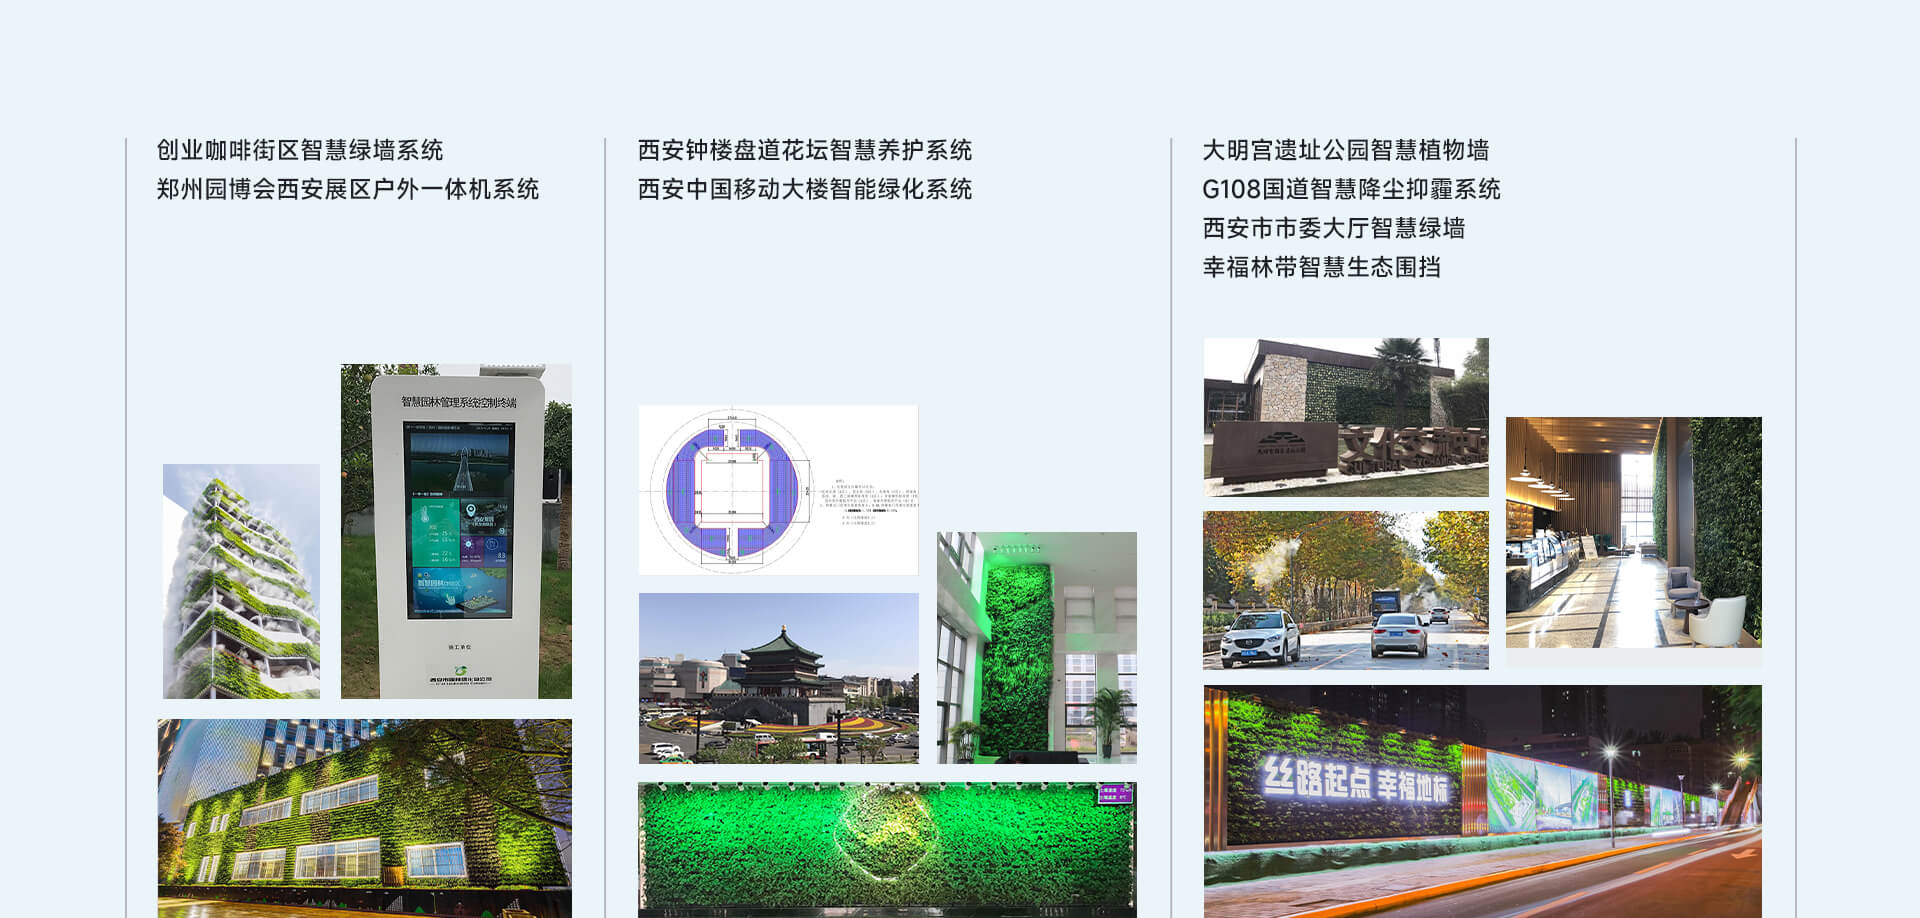 创业咖啡街区智慧绿墙系统
郑州园博会西安展区户外一体机系统
西安钟楼盘道花坛智慧养护系统
西安中国移动大楼智能绿化系统
大明宫遗址公园智慧植物墙
G108国道智慧降尘抑霾系统
西安市市委大厅智慧绿墙
幸福林带智慧生态围挡
智慧园林管理系统控制终端
施工单位
丝路起点 幸福地标